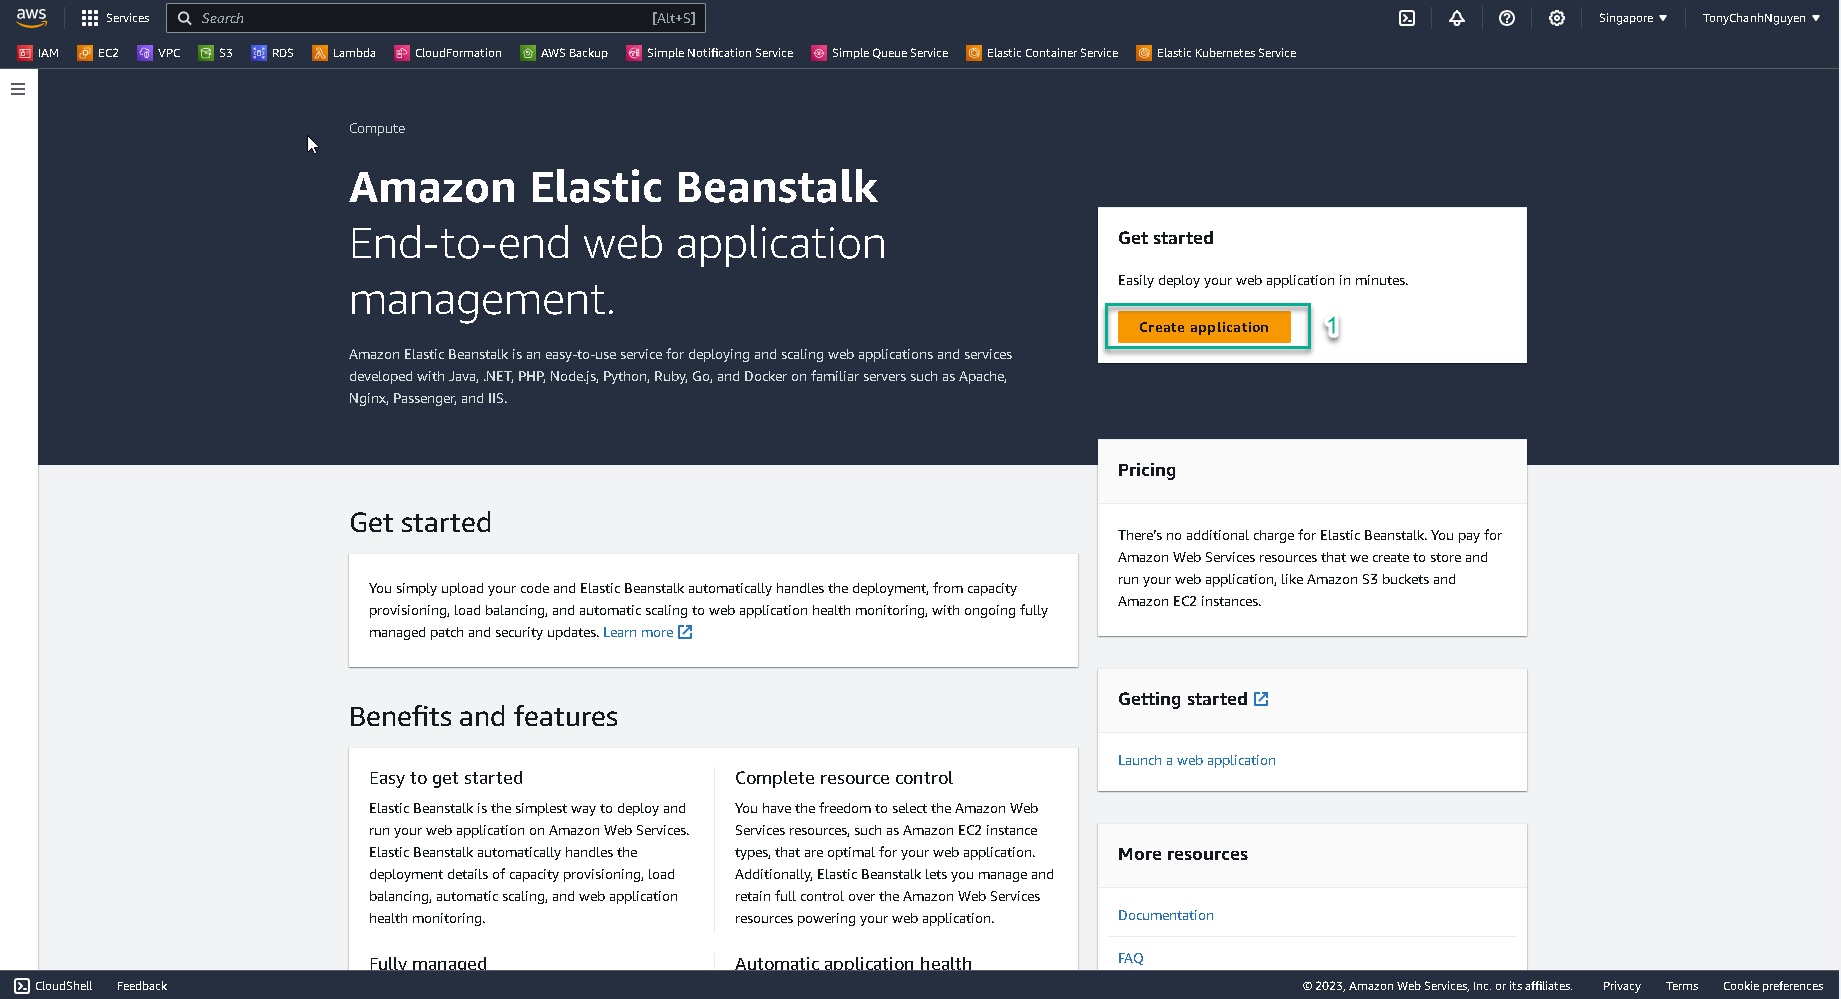 aws
Services
Search
[Alt+S]
Singapore ▼
TonyChanhNguyen ▼
IAM
EC2
VPC
S3
RDS
Lambda
CloudFormation
AWS Backup
Simple Notification Service
Simple Queue Service
Elastic Container Service
Elastic Kubernetes Service
Compute
Amazon Elastic Beanstalk
End-to-end web application
management.
Amazon Elastic Beanstalk is an easy-to-use service for deploying and scaling web applications and services
developed with Java, .NET, PHP, Node.js, Python, Ruby, Go, and Docker on familiar servers such as Apache,
Nginx, Passenger, and IIS.
Get started
Easily deploy your web application in minutes.
Create application
1
Pricing
There's no additional charge for Elastic Beanstalk. You pay for
Amazon Web Services resources that we create to store and
run your web application, like Amazon S3 buckets and
Amazon EC2 instances.
Getting started
Launch a web application
More resources
Documentation
FAQ
Get started
You simply upload your code and Elastic Beanstalk automatically handles the deployment, from capacity
provisioning, load balancing, and automatic scaling to web application health monitoring, with ongoing fully
managed patch and security updates. Learn more
Benefits and features
Easy to get started
Elastic Beanstalk is the simplest way to deploy and
run your web application on Amazon Web Services.
Elastic Beanstalk automatically handles the
deployment details of capacity provisioning, load
balancing, automatic scaling, and web application
health monitoring.
Complete resource control
You have the freedom to select the Amazon Web
Services resources, such as Amazon EC2 instance
types, that are optimal for your web application.
Additionally, Elastic Beanstalk lets you manage and
retain full control over the Amazon Web Services
resources powering your web application.
Fully managed
Automatic application health
CloudShell
Feedback
© 2023, Amazon Web Services, Inc. or its affiliates.
Privacy
Terms
Cookie preferences